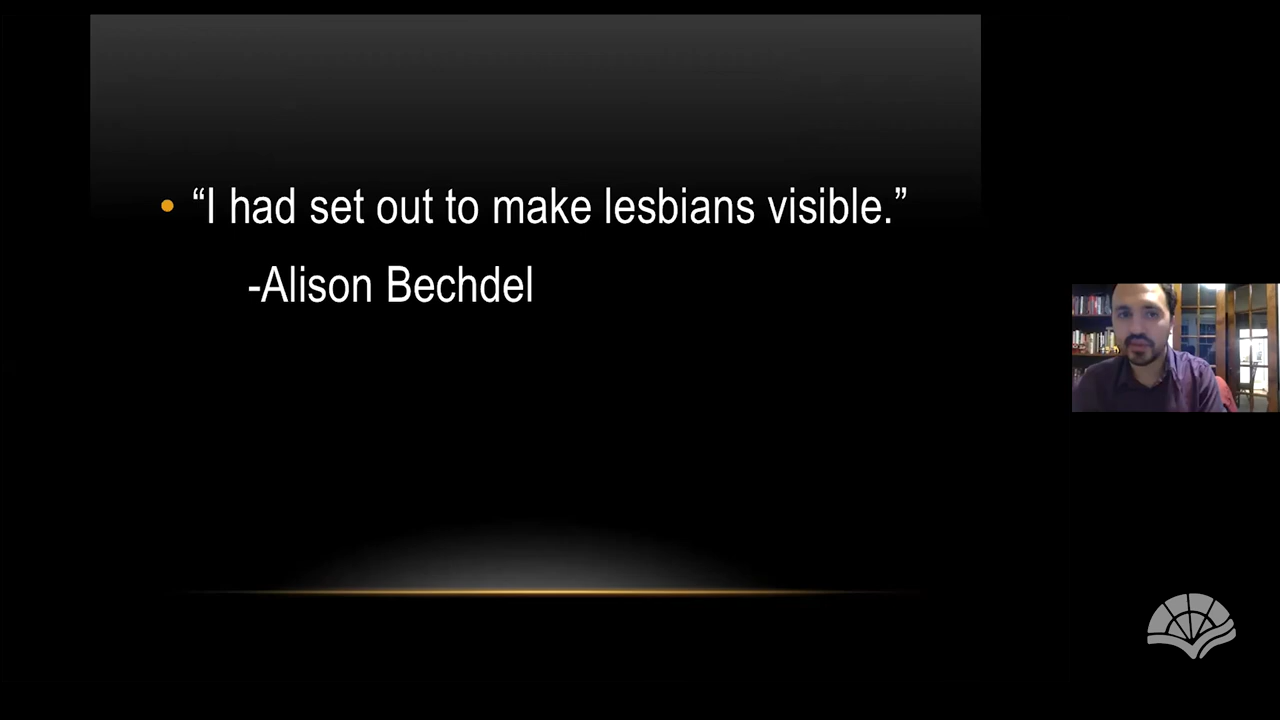 • “I had set out to make lesbians visible.”
-Alison Bechdel